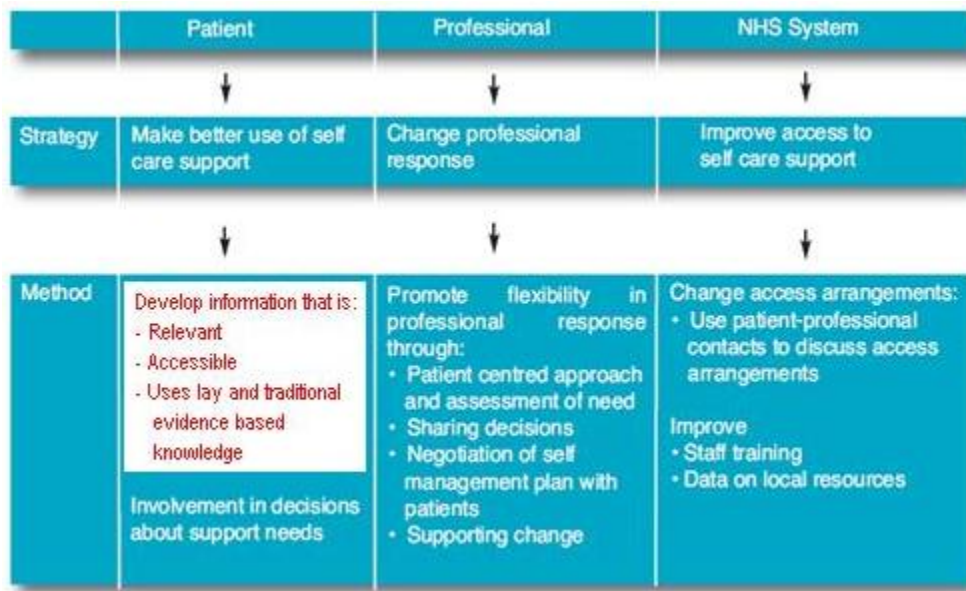 Patient
Professional
NHS System
Strategy
Make better use of self
care support
Change professional
response
Improve access to
self care support
Method
Develop information that is:
- Relevant
- Accessible
- Uses lay and traditional
evidence based
knowledge
Involvement in decisions
about support needs
Promote flexibility in
professional response
through:
• Patient centred approach
and assessment of need
• Sharing decisions
• Negotiation of self
management plan with
patients
• Supporting change
Change access arrangements:
• Use patient-professional
contacts to discuss access
arrangements
Improve
• Staff training
• Data on local resources